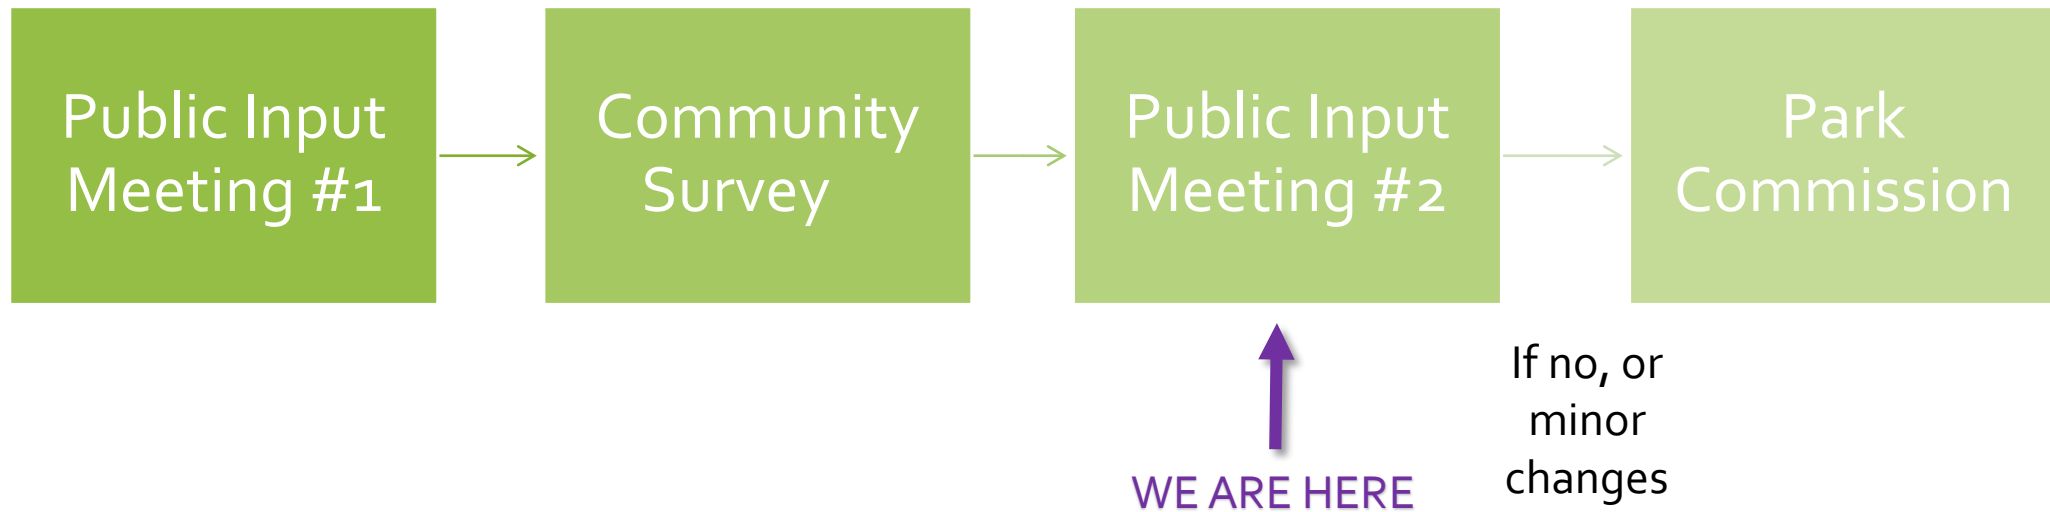 Public Input
Meeting #1
Community
Survey
Public Input
Meeting #2
Park
Commission
If no, or
minor
changes
WE ARE HERE